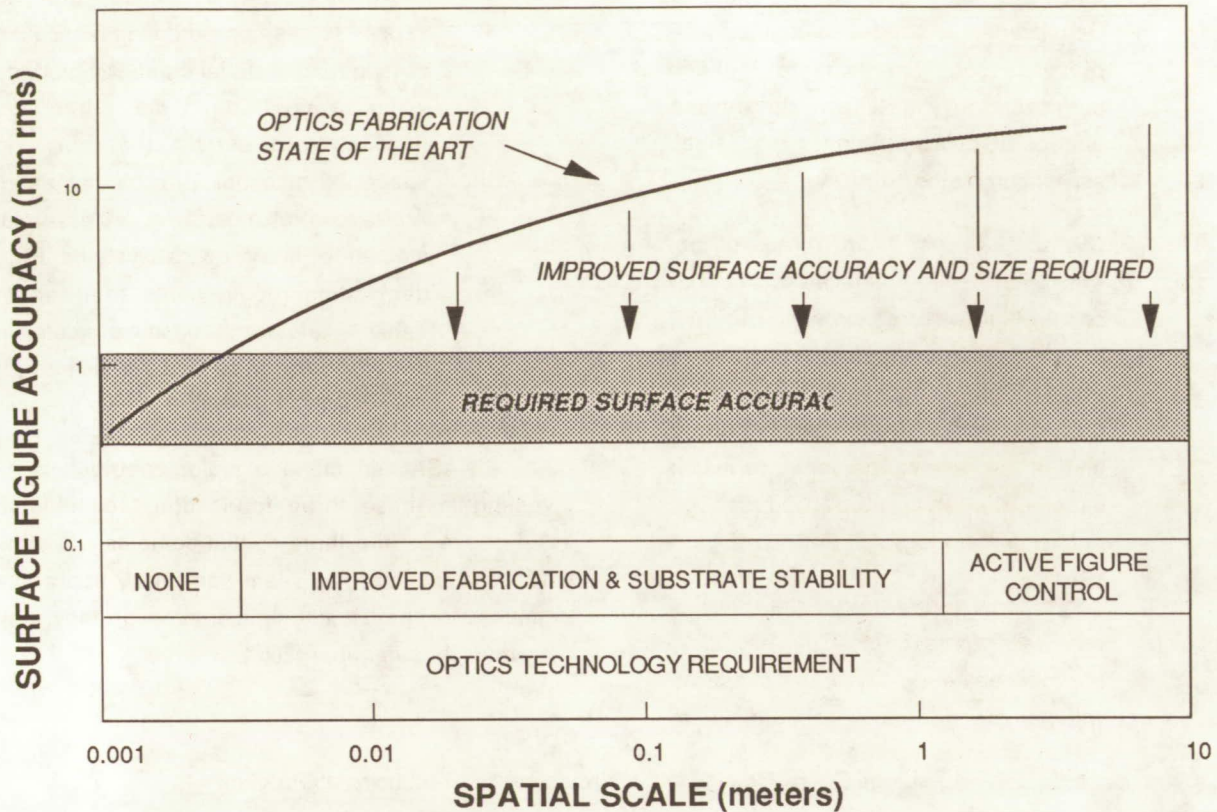 SURFACE FIGURE ACCURACY (nm rms)
OPTICS FABRICATION
STATE OF THE ART
10
IMPROVED SURFACE ACCURACY AND SIZE REQUIRED
1
REQUIRED SURFACE ACCURAC
0.1
NONE
IMPROVED FABRICATION & SUBSTRATE STABILITY
ACTIVE FIGURE
CONTROL
OPTICS TECHNOLOGY REQUIREMENT
0.001
0.01
0.1
1
10
SPATIAL SCALE (meters)